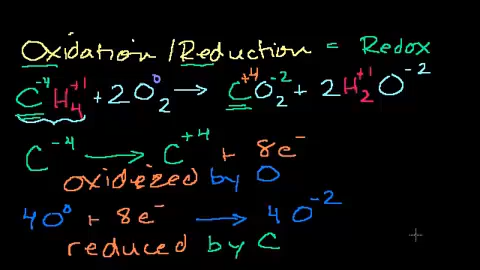 Oxidation / Reduction = Redox
C⁻⁴H₄⁺¹ + 2O₂⁰ → C⁺⁴O₂⁻² + 2H₂⁺¹O⁻²
C⁻⁴ → C⁺⁴ + 8e⁻
oxidezed by O
4O⁰ + 8e⁻ → 4O⁻²
reduced by C